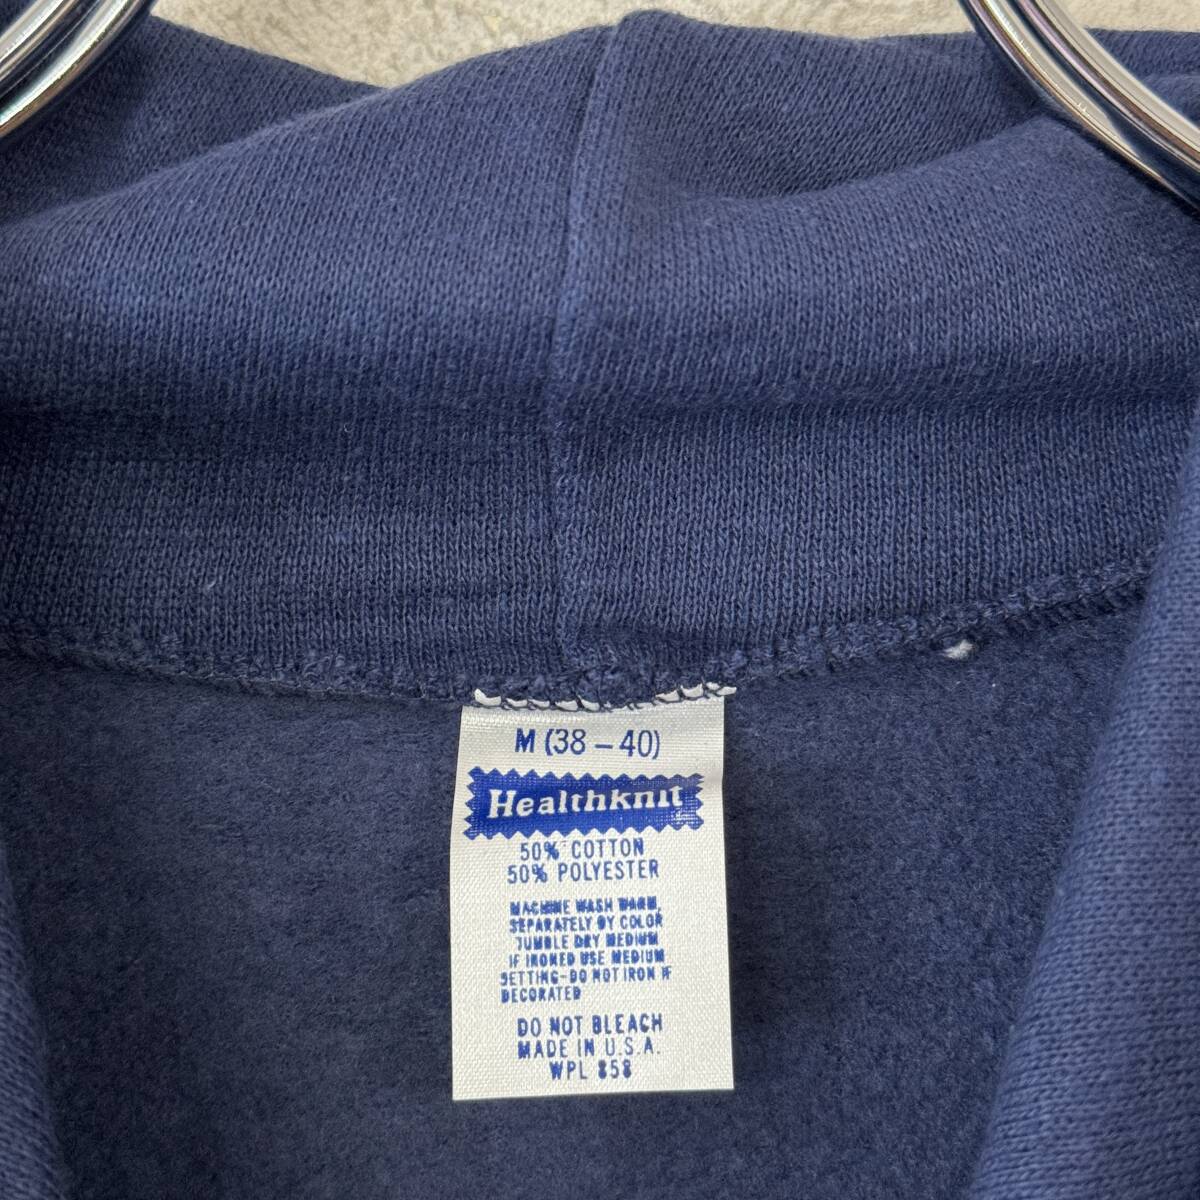 M (38 – 40)
Healthknit
50% COTTON
50% POLYESTER
MACHINE WASH WARM,
SEPARATELY BY COLOR
TUMBLE DRY MEDIUM
IF IRONED USE MEDIUM
SETTING-DO NOT IRON IF
DECORATED
DO NOT BLEACH
MADE IN U.S.A.
WPL 858